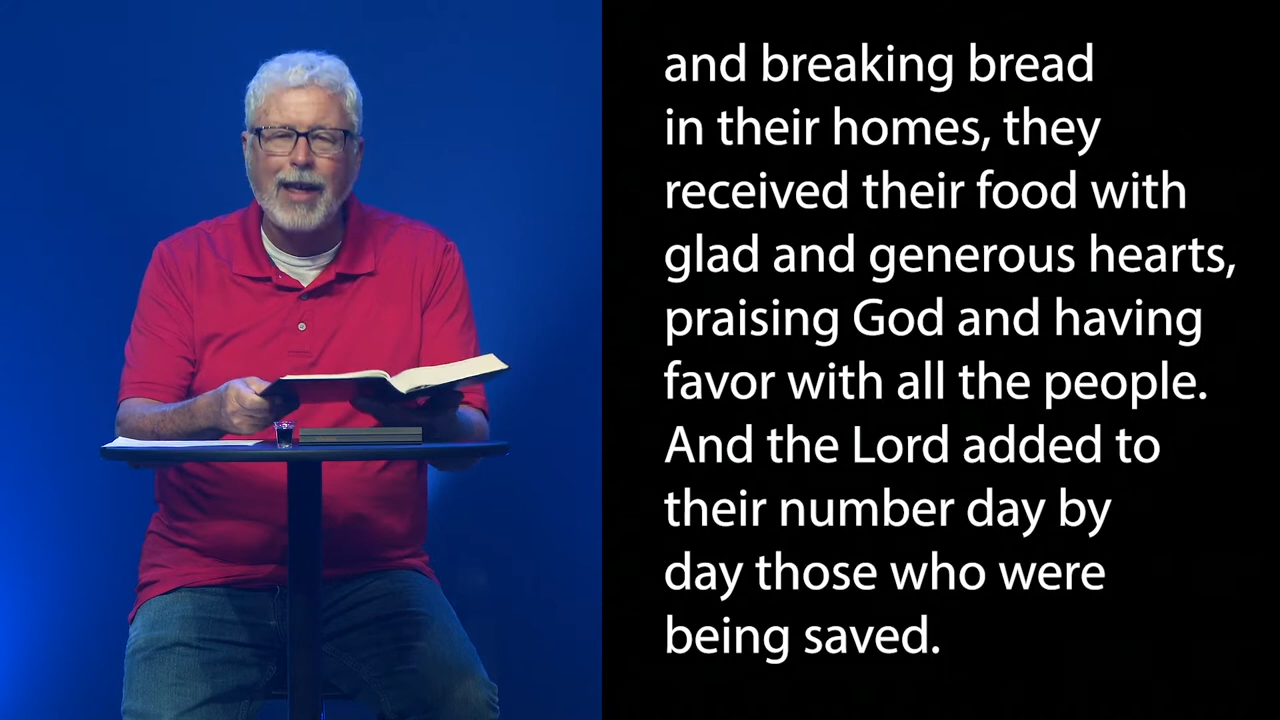 and breaking bread
in their homes, they
received their food with
glad and generous hearts,
praising God and having
favor with all the people.
And the Lord added to
their number day by
day those who were
being saved.